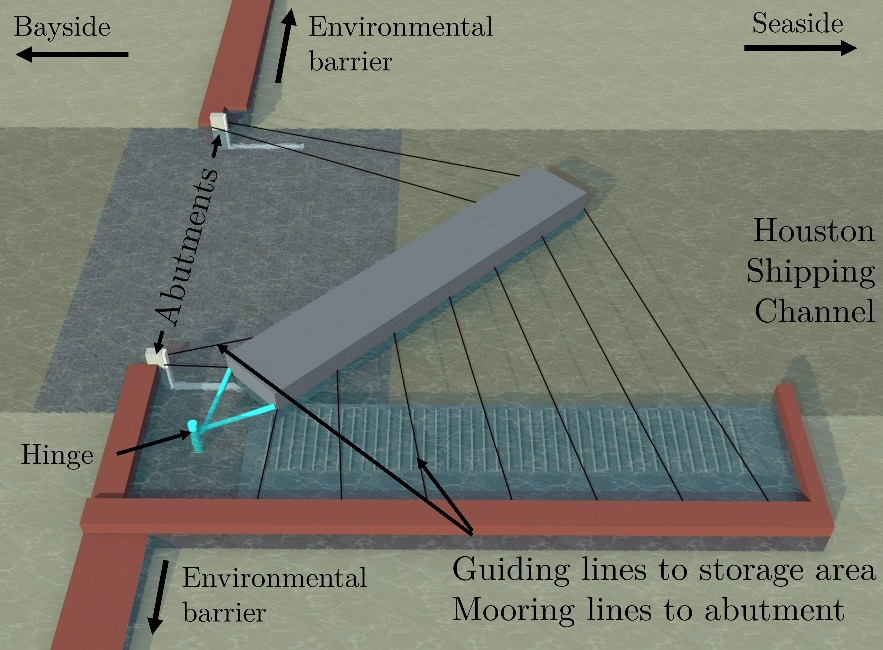 Bayside
Environmental
barrier
Seaside
Abutments
Houston
Shipping
Channel
Hinge
Environmental
barrier
Guiding lines to storage area
Mooring lines to abutment